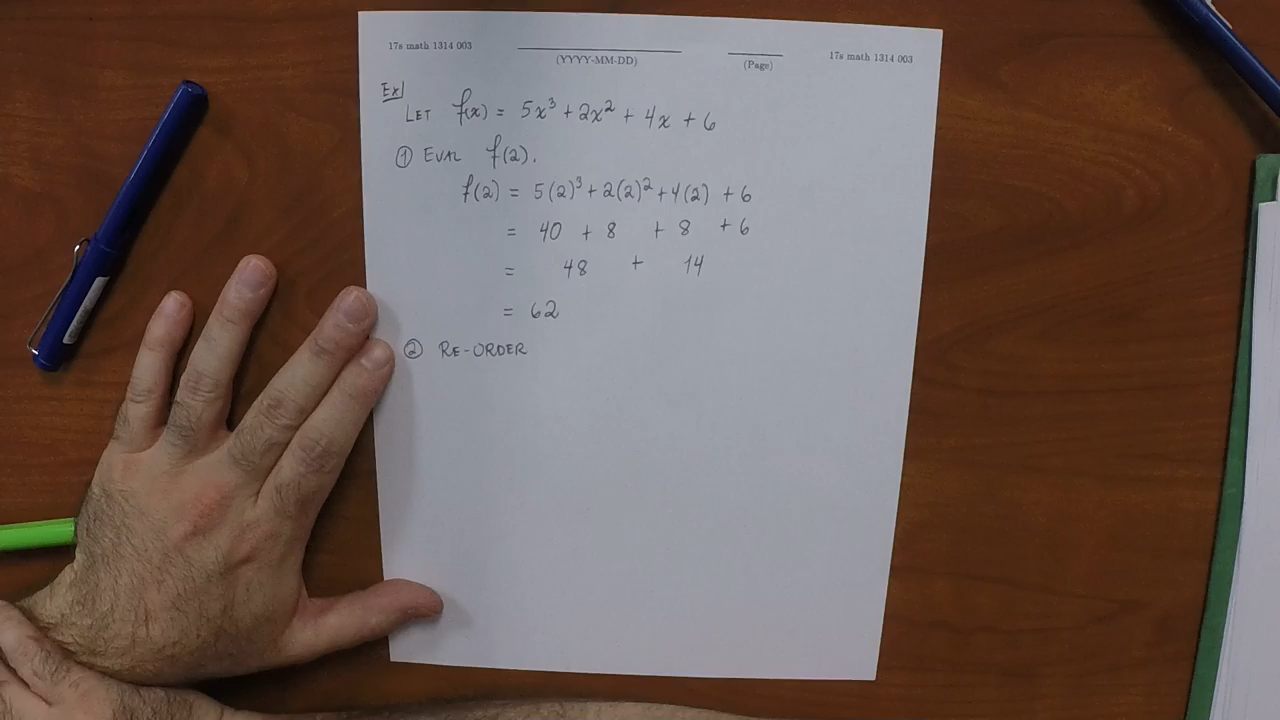 17s math 1314 003 (YYYY-MM-DD) (Page) 17s math 1314 003
Ex
LET f(x) = 5x³ + 2x² + 4x + 6
① EVAL f(2).
f(2) = 5(2)³ + 2(2)² + 4(2) + 6
= 40 + 8 + 8 + 6
= 48 + 14
= 62
② RE-ORDER